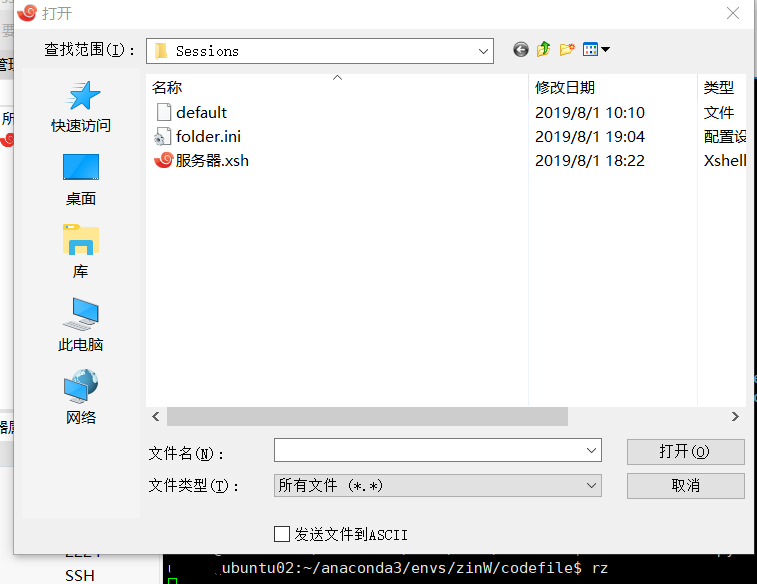 打开
查找范围(I)： Sessions
名称 修改日期 类型
default 2019/8/1 10:10 文件
folder.ini 2019/8/1 19:04 配置设
服务器.xsh 2019/8/1 18:22 Xshell
快速访问
桌面
库
此电脑
网络
文件名(N)： 打开(O)
文件类型(T)： 所有文件 (*.*) 取消
发送文件到ASCII
SSH
ubuntu02:~/anaconda3/envs/zinW/codefile$ rz